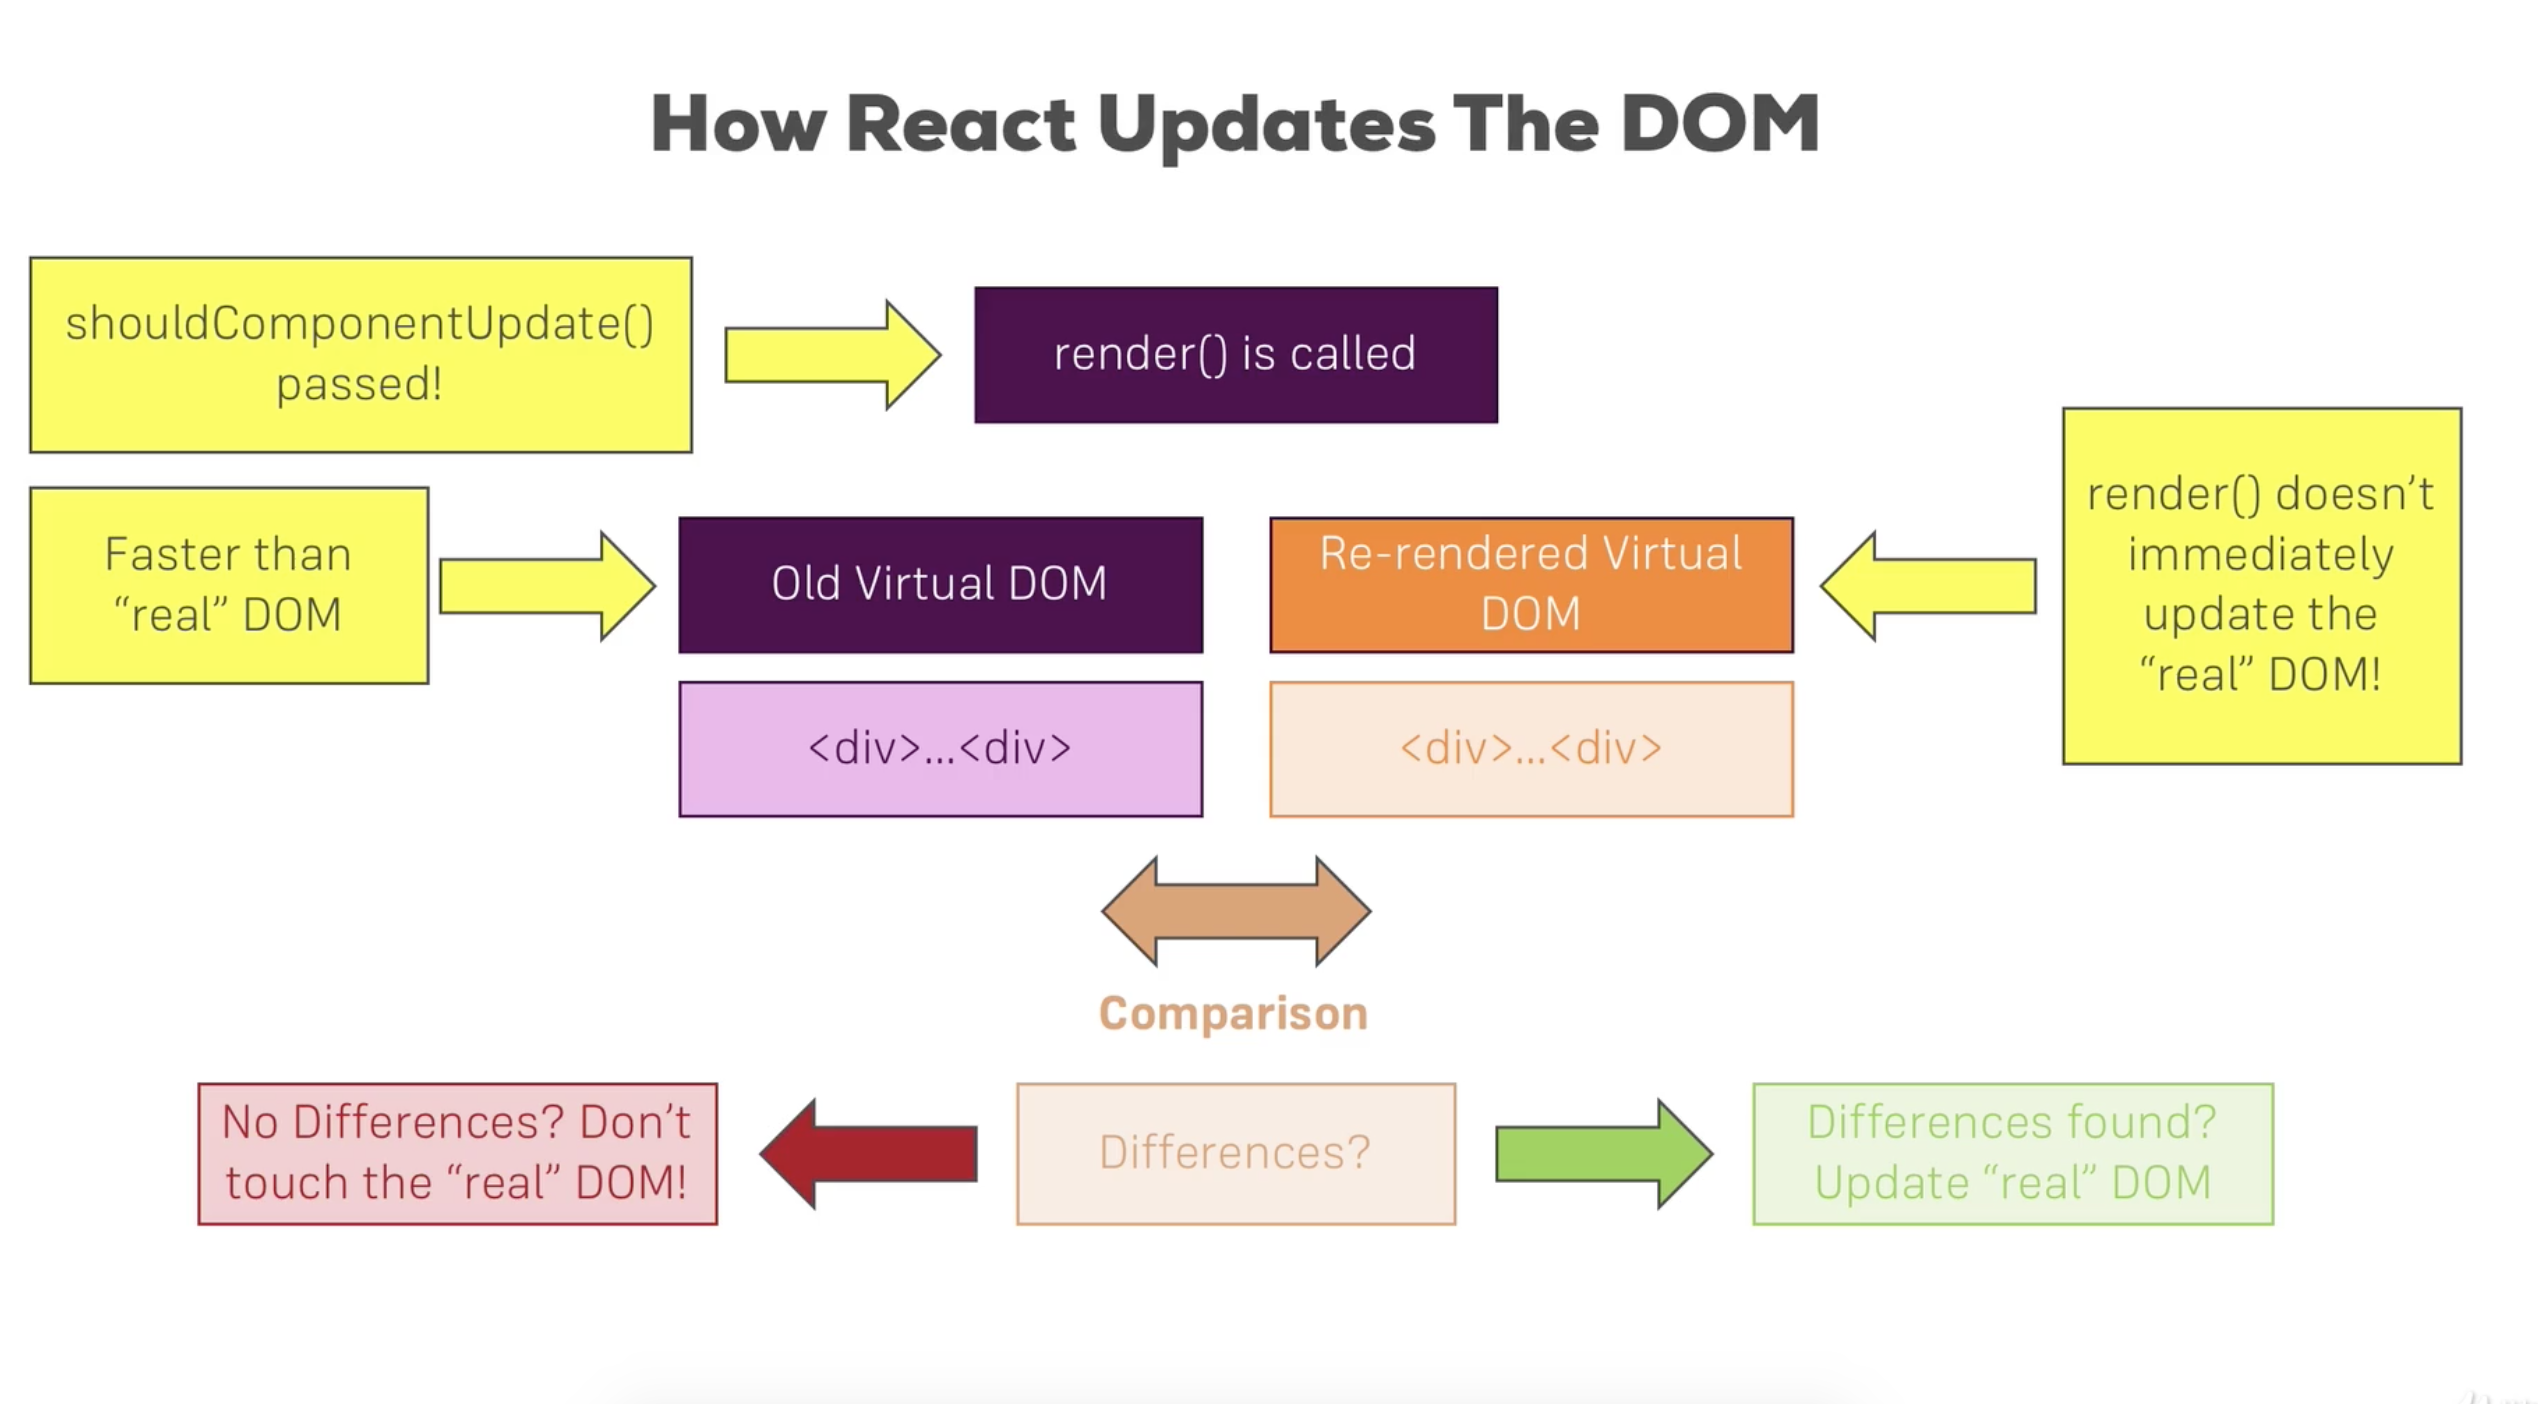 How React Updates The DOM
shouldComponentUpdate()
passed!
render() is called
Faster than
“real” DOM
Old Virtual DOM
Re-rendered Virtual
DOM
render() doesn’t
immediately
update the
“real” DOM!
<div>...<div>
<div>...<div>
Comparison
No Differences? Don’t
touch the “real” DOM!
Differences?
Differences found?
Update “real” DOM